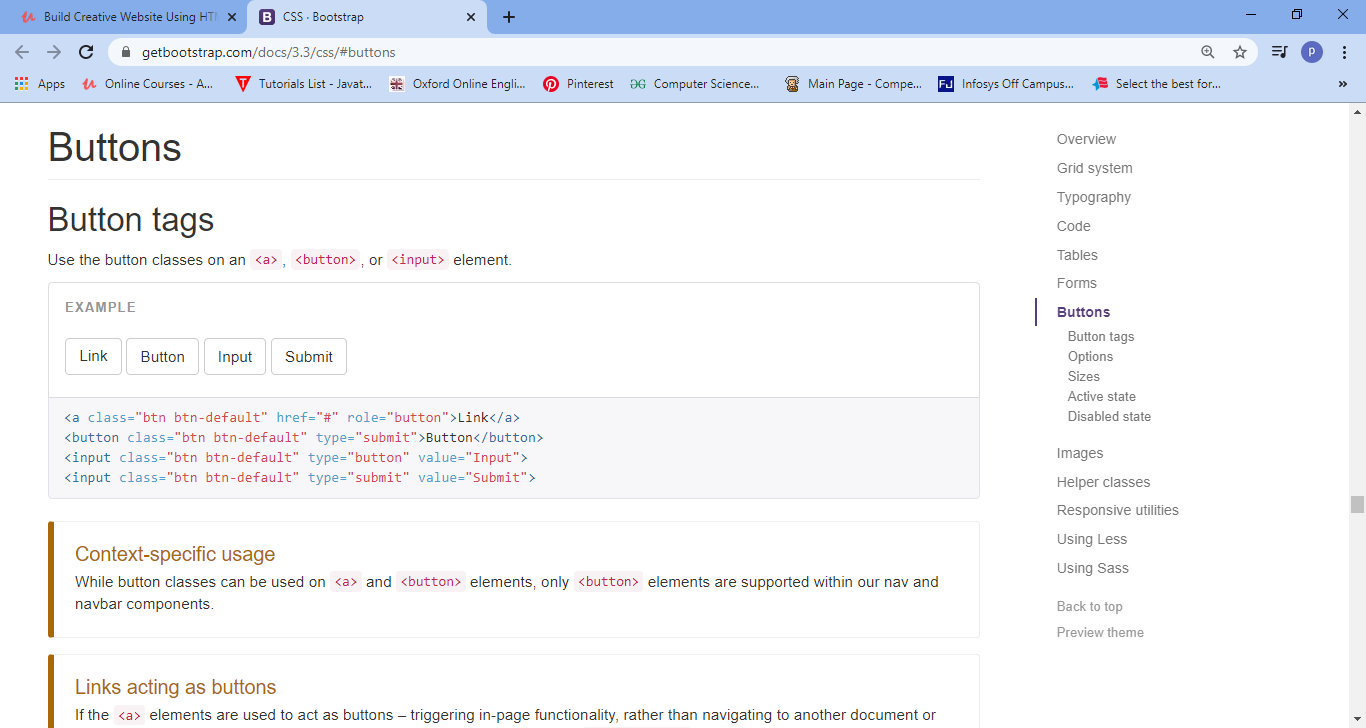 Build Creative Website Using HT
CSS · Bootstrap
getbootstrap.com/docs/3.3/css/#buttons
P
Apps
Online Courses - A...
Tutorials List - Javat...
Oxford Online Engli...
Pinterest
Computer Science...
Main Page - Compe...
Infosys Off Campus...
Select the best for...
»
Buttons
Button tags
Use the button classes on an <a>, <button>, or <input> element.
EXAMPLE
Link Button Input Submit
<a class="btn btn-default" href="#" role="button">Link</a>
<button class="btn btn-default" type="submit">Button</button>
<input class="btn btn-default" type="button" value="Input">
<input class="btn btn-default" type="submit" value="Submit">
Context-specific usage
While button classes can be used on <a> and <button> elements, only <button> elements are supported within our nav and
navbar components.
Links acting as buttons
If the <a> elements are used to act as buttons – triggering in-page functionality, rather than navigating to another document or
Overview
Grid system
Typography
Code
Tables
Forms
Buttons
Button tags
Options
Sizes
Active state
Disabled state
Images
Helper classes
Responsive utilities
Using Less
Using Sass
Back to top
Preview theme